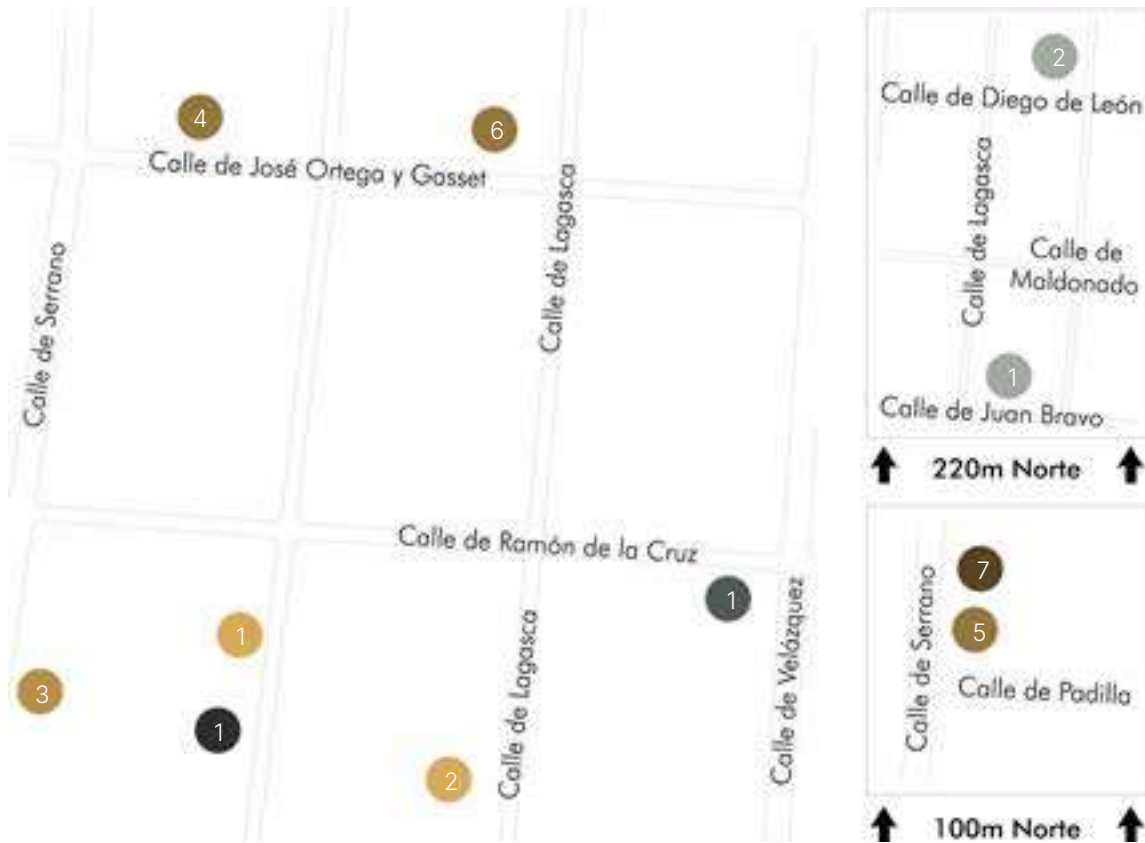 4
6
Calle de José Ortega y Gasset
Calle de Lagasca
Calle de Serrano
Calle de Ramón de la Cruz
1
1
3
1
2
Calle de Lagasca
Calle de Velázquez
2
Calle de Diego de León
Calle de Lagasca
Calle de
Maldonado
1
Calle de Juan Bravo
220m Norte
7
5
Calle de Serrano
Calle de Padilla
100m Norte